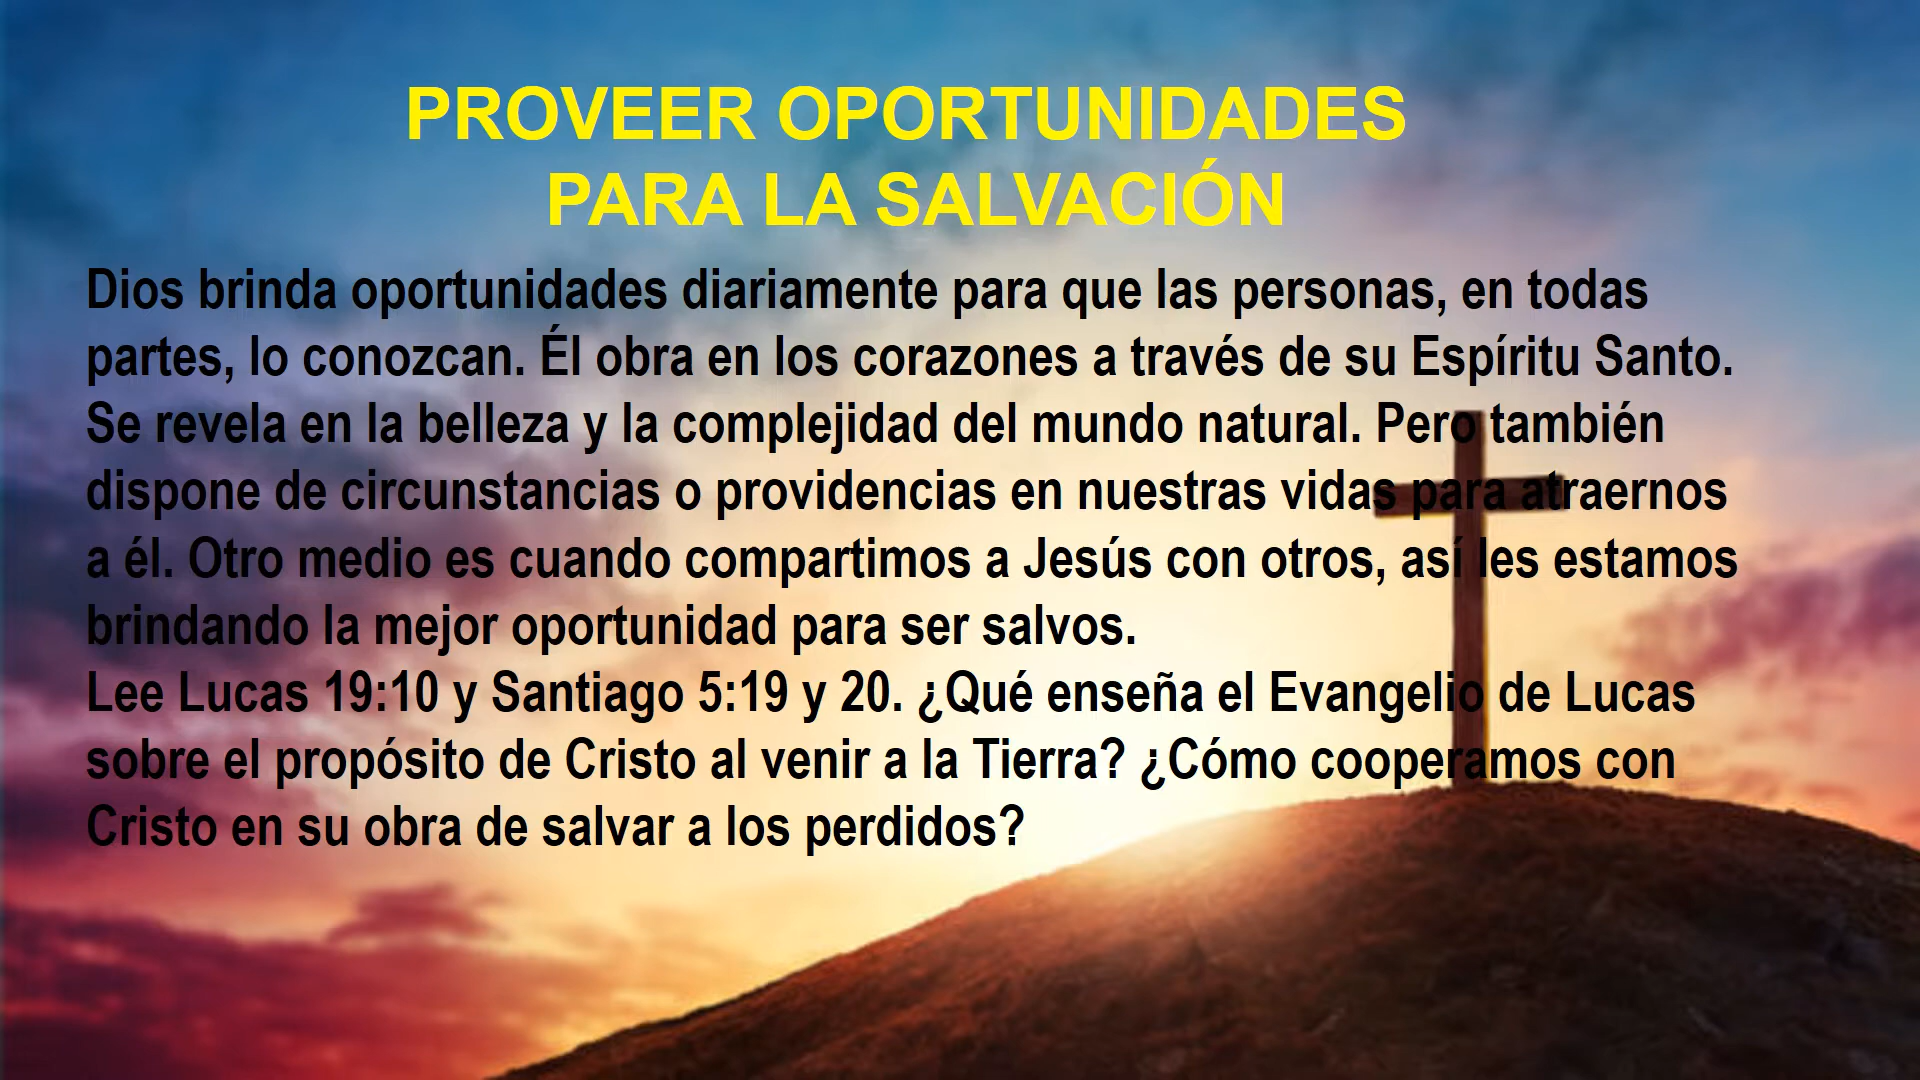 PROVEER OPORTUNIDADES
PARA LA SALVACIÓN
Dios brinda oportunidades diariamente para que las personas, en todas
partes, lo conozcan. Él obra en los corazones a través de su Espíritu Santo.
Se revela en la belleza y la complejidad del mundo natural. Pero también
dispone de circunstancias o providencias en nuestras vidas para atraernos
a él. Otro medio es cuando compartimos a Jesús con otros, así les estamos
brindando la mejor oportunidad para ser salvos.
Lee Lucas 19:10 y Santiago 5:19 y 20. ¿Qué enseña el Evangelio de Lucas
sobre el propósito de Cristo al venir a la Tierra? ¿Cómo cooperamos con
Cristo en su obra de salvar a los perdidos?